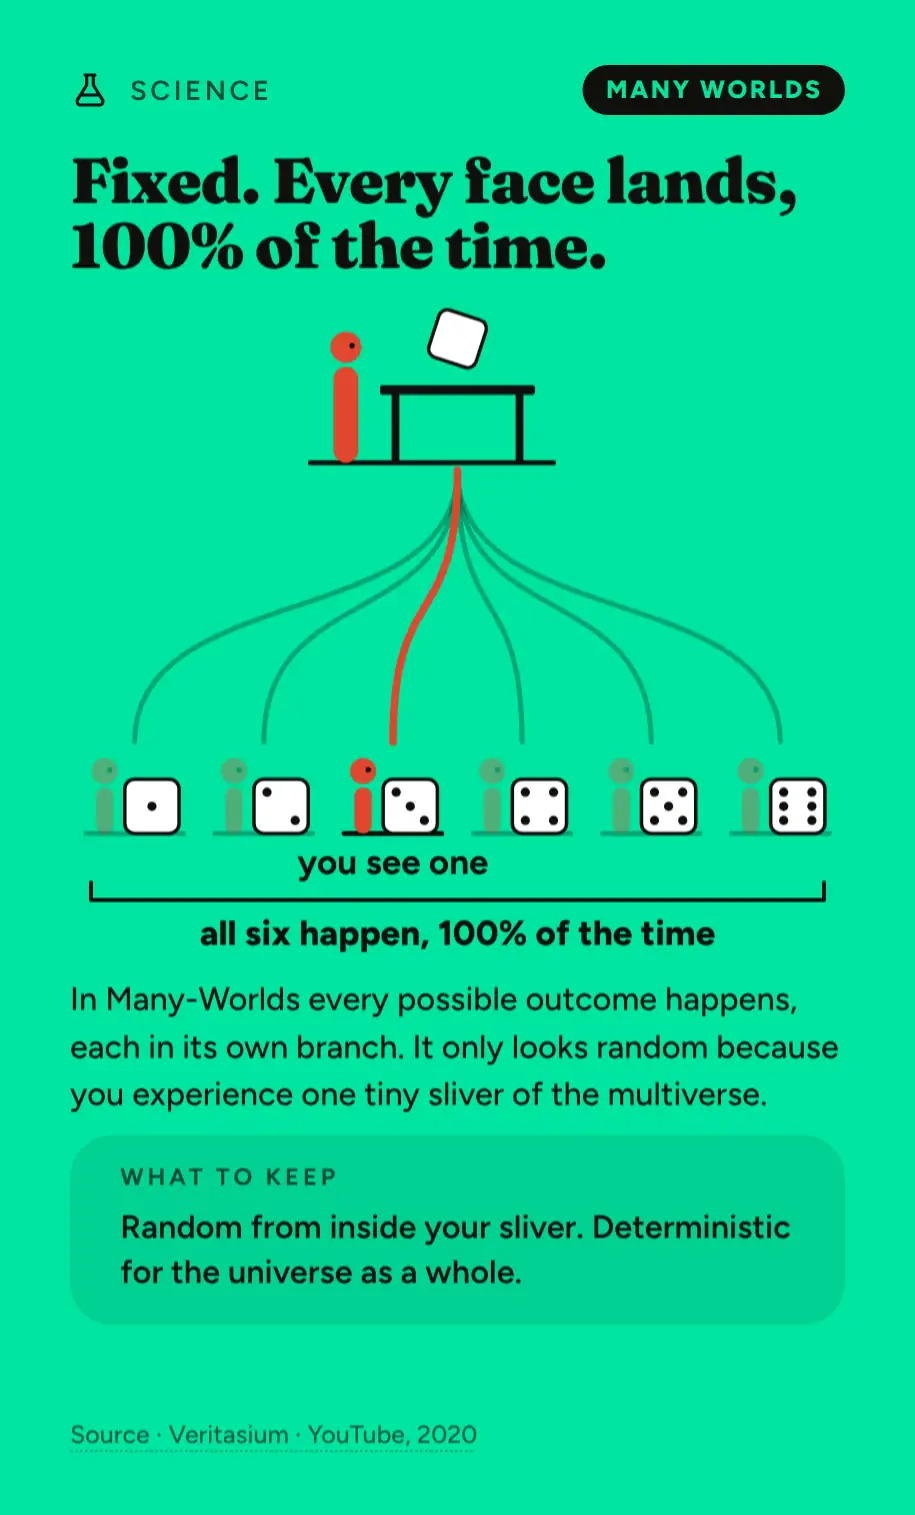 SCIENCE
MANY WORLDS
Fixed. Every face lands,
100% of the time.
you see one
all six happen, 100% of the time
In Many-Worlds every possible outcome happens,
each in its own branch. It only looks random because
you experience one tiny sliver of the multiverse.
WHAT TO KEEP
Random from inside your sliver. Deterministic
for the universe as a whole.
Source · Veritasium · YouTube, 2020